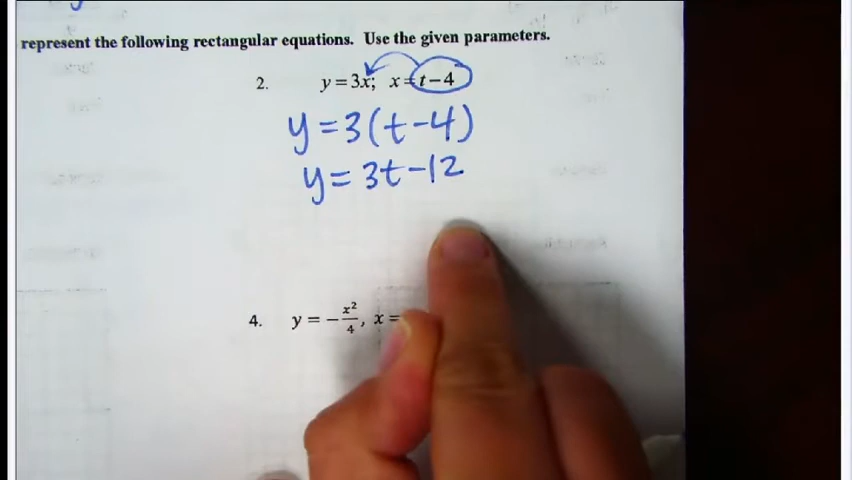 represent the following rectangular equations. Use the given parameters.
2. y = 3x; x = t − 4
y = 3(t − 4)
y = 3t − 12
4. y = −x²/4, x =